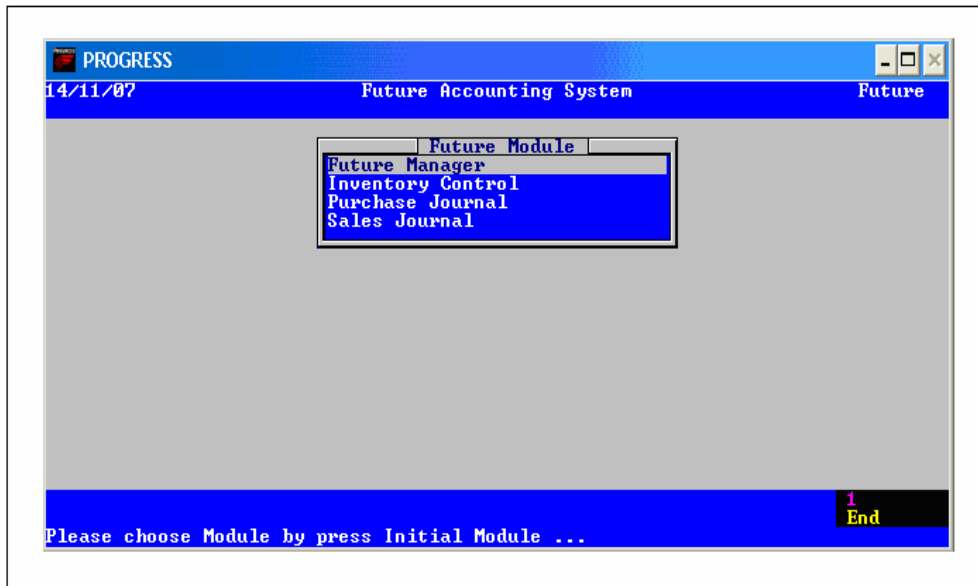 PROGRESS
14/11/07 Future Accounting System Future
Future Module
Future Manager
Inventory Control
Purchase Journal
Sales Journal
1
End
Please choose Module by press Initial Module ...